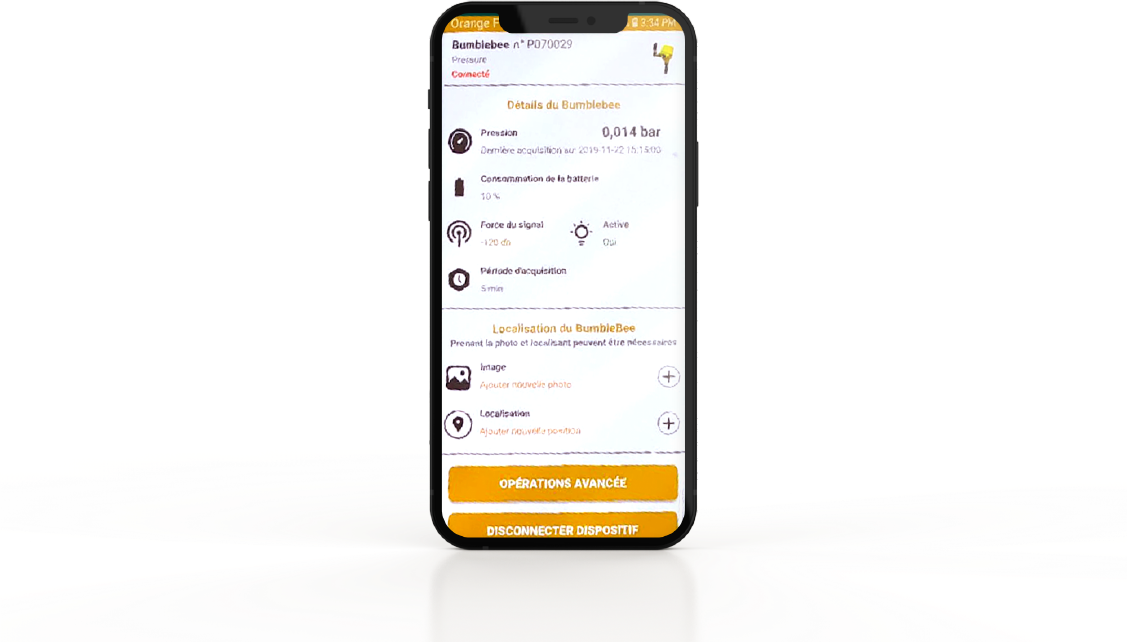 Orange F 3:34 PM
Bumblebee n° P070029
Pressure
Connecté
Détails du Bumblebee
Pression 0,014 bar
Dernière acquisition sur 2019-11-22 15:15:03
Consommation de la batterie
10 %
Force du signal Active
-120 db Oui
Période d'acquisition
5 min
Localisation du BumbleBee
Prenant la photo et localisant peuvent être nécessaires
Image
Ajouter nouvelle photo
Localisation
Ajouter nouvelle position
OPÉRATIONS AVANCÉE
DISCONNECTER DISPOSITIF